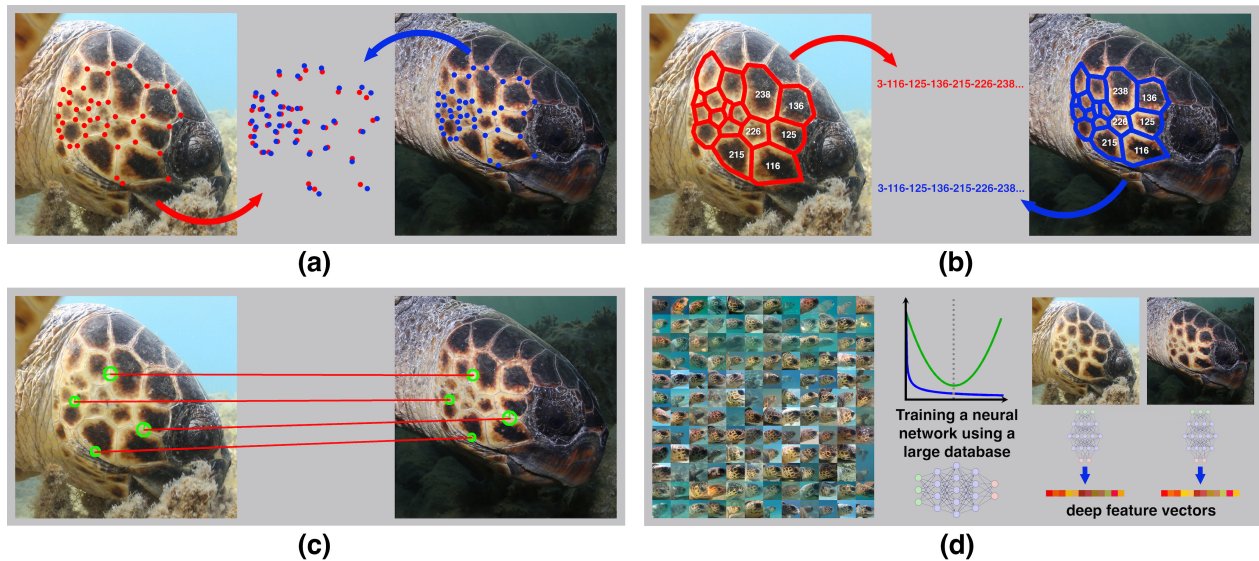 (a)
238
136
226
125
215
116
3-116-125-136-215-226-238...
238
136
226
125
215
116
3-116-125-136-215-226-238...
(b)
(c)
Training a neural
network using a
large database
deep feature vectors
(d)